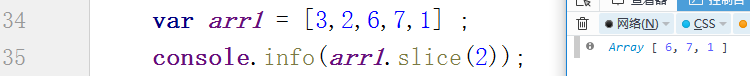 34 var arr1 = [3,2,6,7,1] ;
35 console.info(arr1.slice(2));
网络(N) CSS
Array [ 6, 7, 1 ]